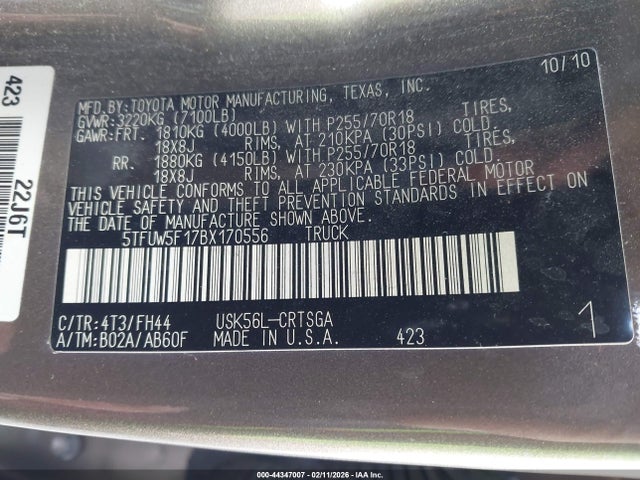 10/10
MFD.BY:TOYOTA MOTOR MANUFACTURING, TEXAS, INC.
GVWR:3220KG (7100LB)
GAWR:FRT. 1810KG (4000LB) WITH P255/70R18 TIRES,
18X8J RIMS, AT 210KPA (30PSI) COLD.
RR. 1880KG (4150LB) WITH P255/70R18 TIRES,
18X8J RIMS, AT 230KPA (33PSI) COLD.
THIS VEHICLE CONFORMS TO ALL APPLICABLE FEDERAL MOTOR
VEHICLE SAFETY AND THEFT PREVENTION STANDARDS IN EFFECT ON
THE DATE OF MANUFACTURE SHOWN ABOVE.
5TFUW5F17BX170556 TRUCK
C/TR:4T3/FH44 USK56L-CRTSGA
A/TM:B02A/AB60F MADE IN U.S.A. 423
1
423
22J6T
000-44347007 - 02/11/2026 - IAA Inc.